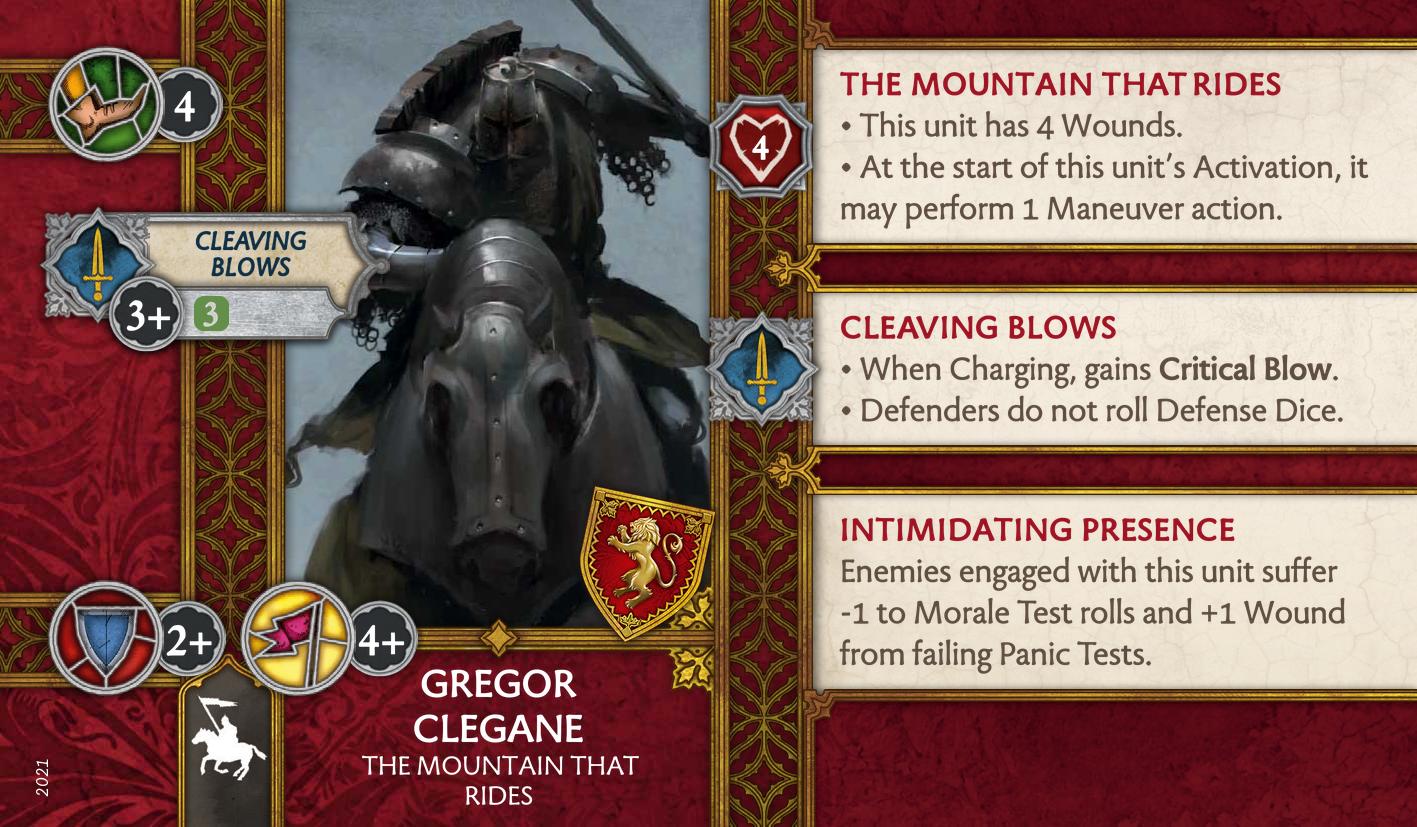 4
CLEAVING
BLOWS
3+ 3
2+ 4+
GREGOR
CLEGANE
THE MOUNTAIN THAT
RIDES
2021
4
THE MOUNTAIN THAT RIDES
• This unit has 4 Wounds.
• At the start of this unit's Activation, it
may perform 1 Maneuver action.
CLEAVING BLOWS
• When Charging, gains Critical Blow.
• Defenders do not roll Defense Dice.
INTIMIDATING PRESENCE
Enemies engaged with this unit suffer
-1 to Morale Test rolls and +1 Wound
from failing Panic Tests.